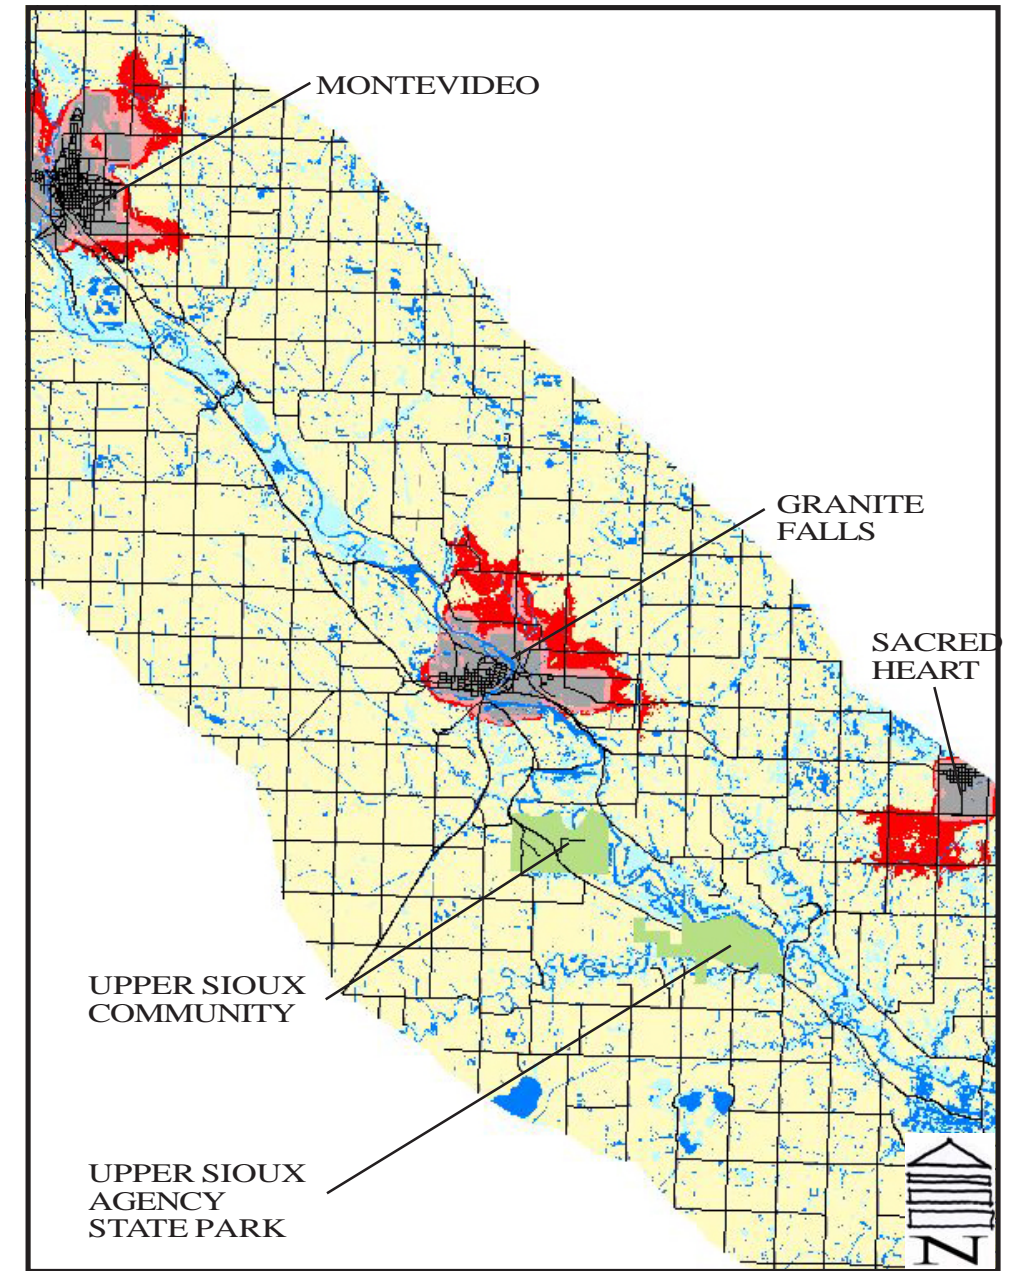 MONTEVIDEO
GRANITE
FALLS
SACRED
HEART
UPPER SIOUX
COMMUNITY
UPPER SIOUX
AGENCY
STATE PARK
N